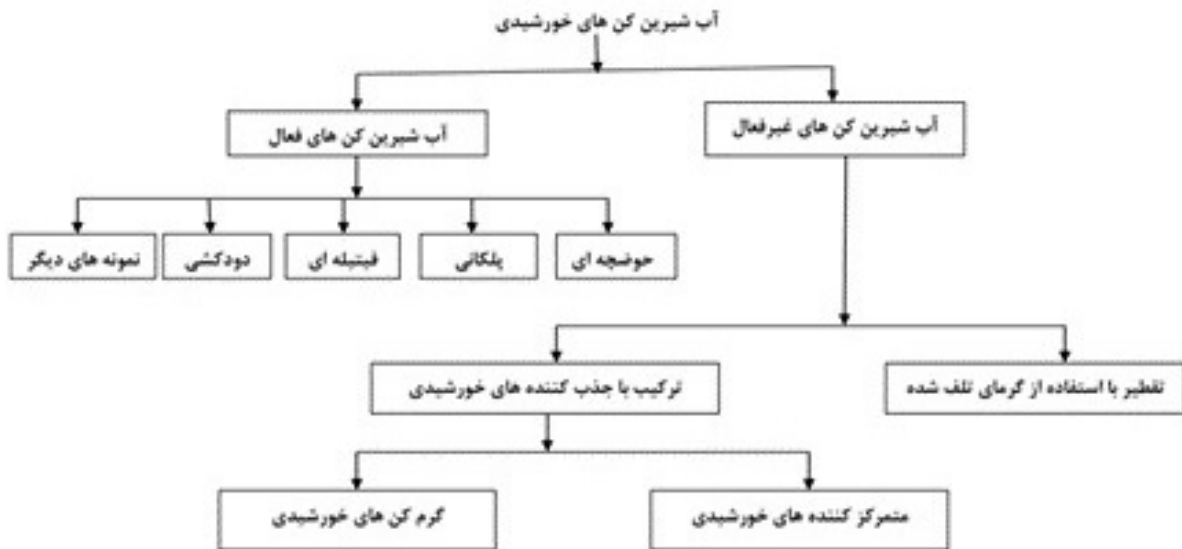 آب شیرین کن های خورشیدی
آب شیرین کن های غیرفعال
آب شیرین کن های فعال
حوضچه ای
پلکانی
فیتیله ای
دودکشی
نمونه های دیگر
تقطیر با استفاده از گرمای تلف شده
ترکیب با جذب کننده های خورشیدی
متمرکز کننده های خورشیدی
گرم کن های خورشیدی